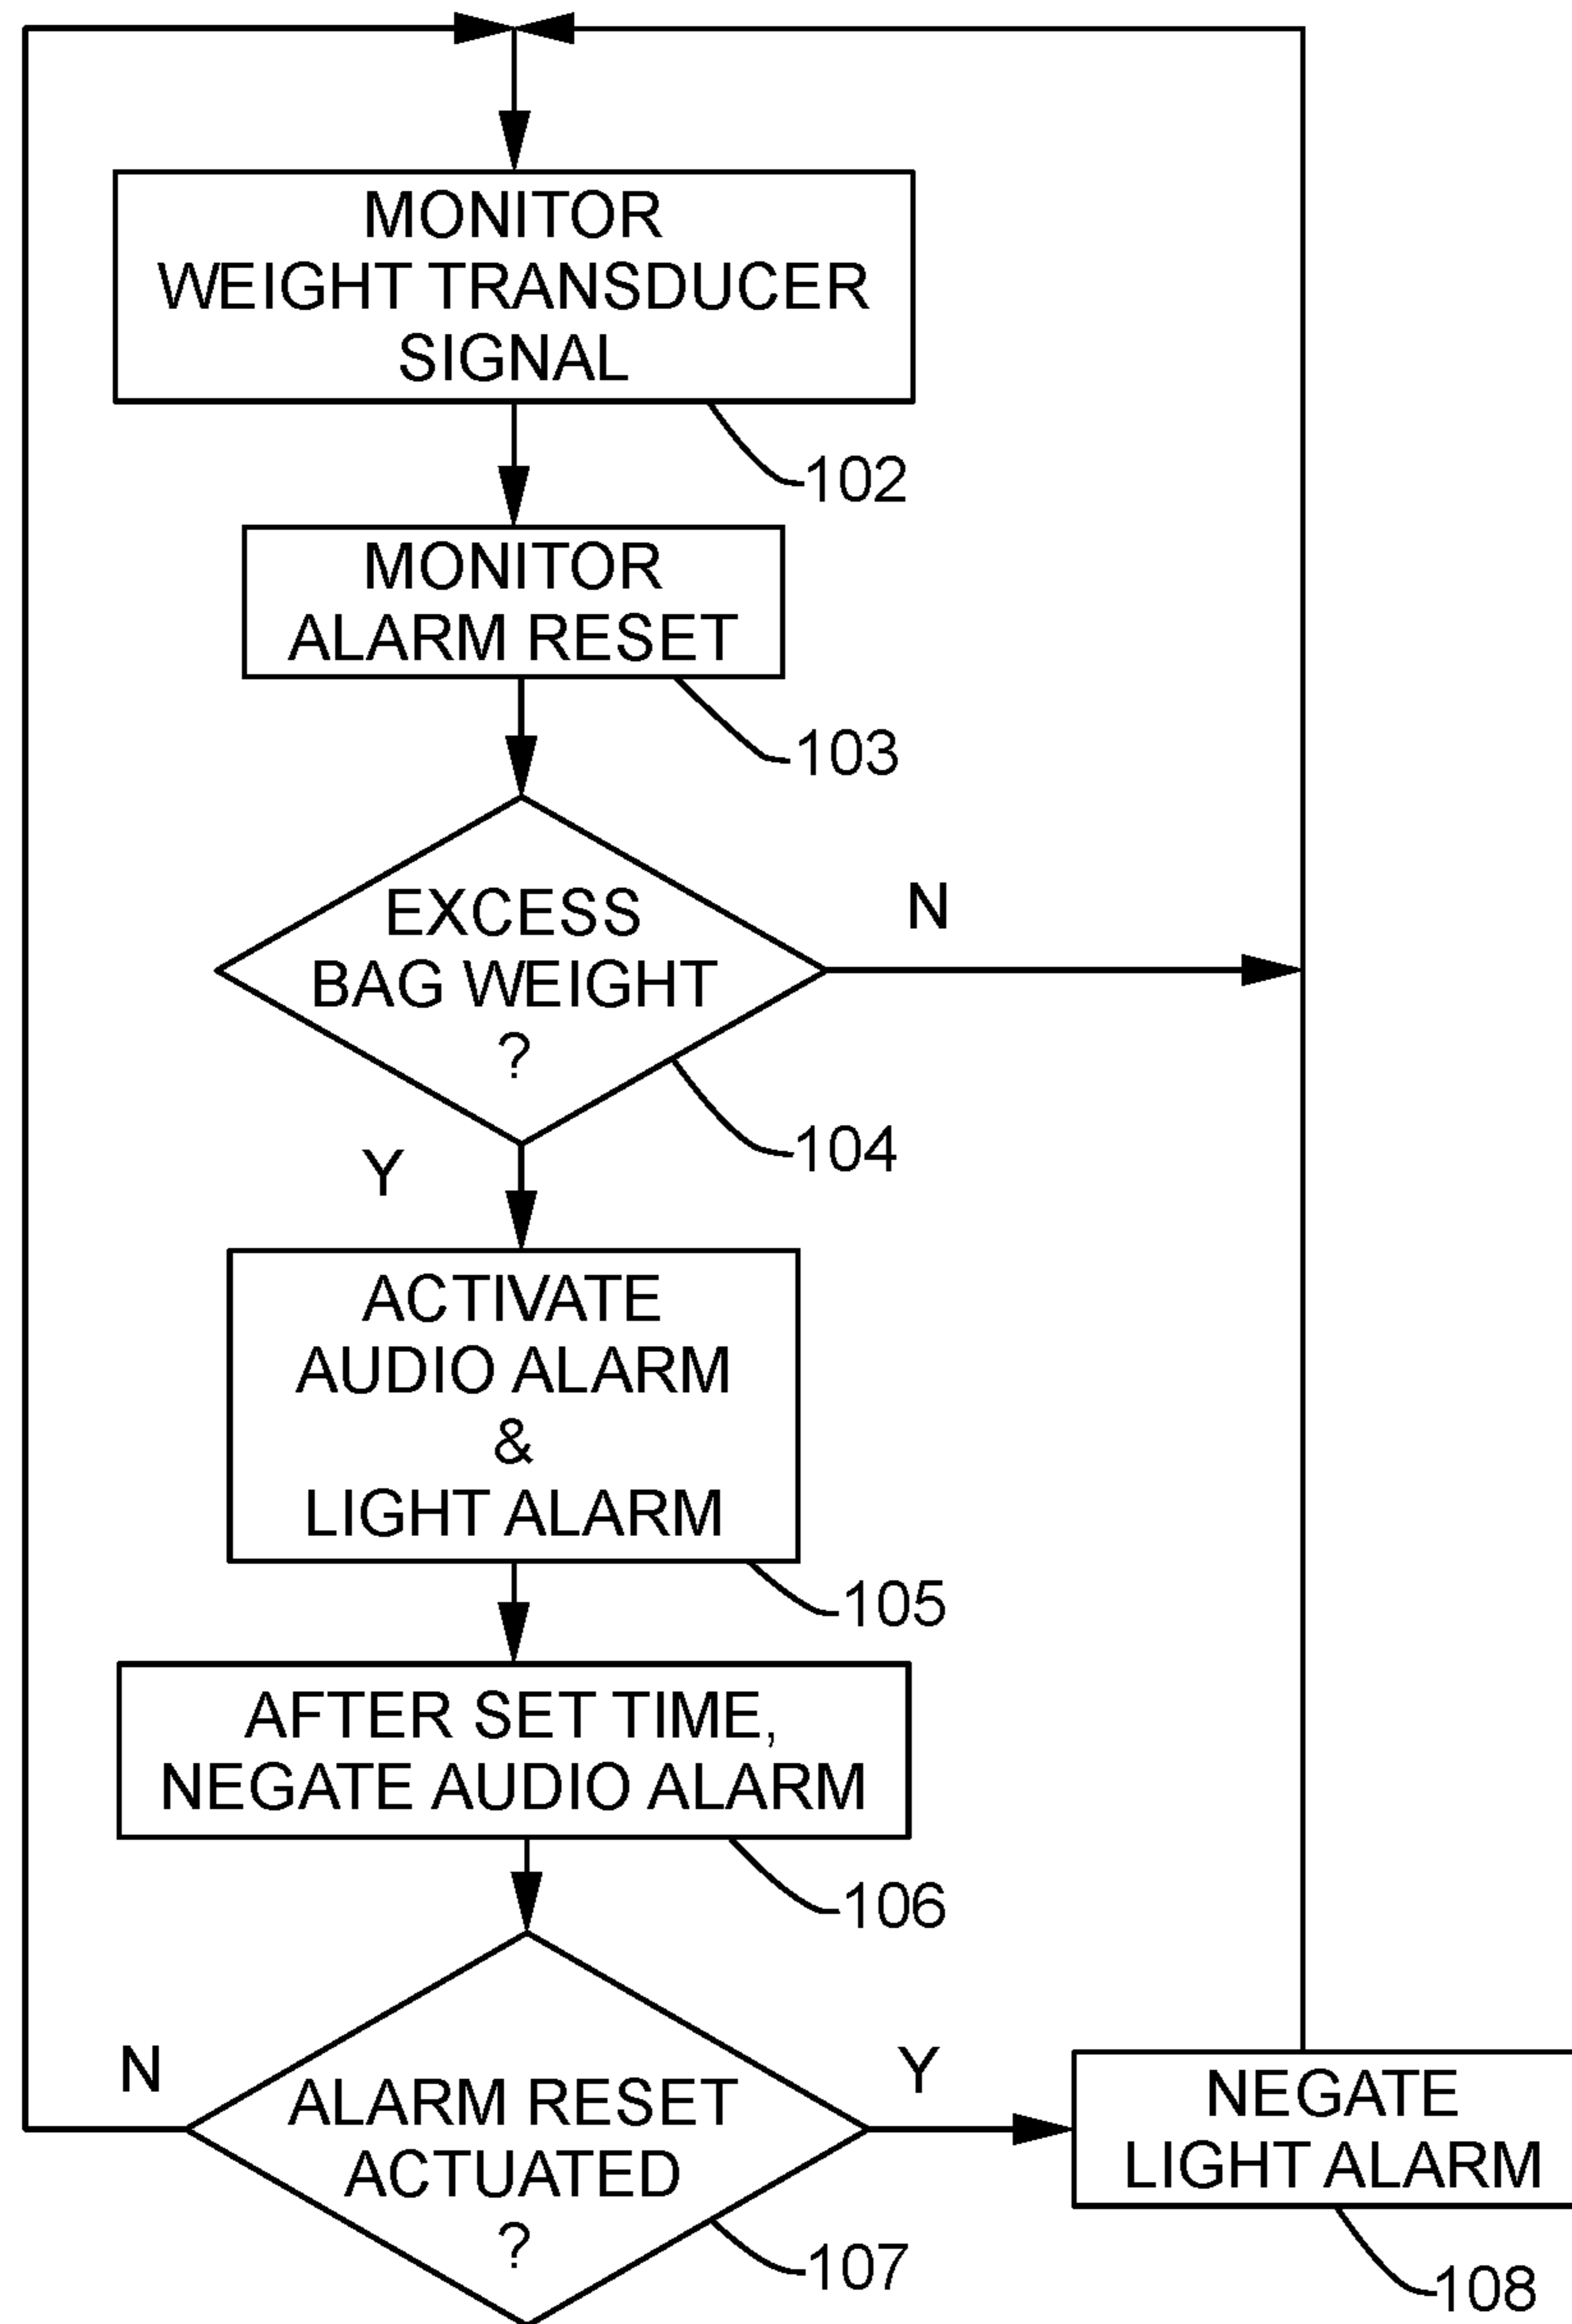 MONITOR
WEIGHT TRANSDUCER
SIGNAL
102
MONITOR
ALARM RESET
103
EXCESS
BAG WEIGHT
?
N
104
Y
ACTIVATE
AUDIO ALARM
&
LIGHT ALARM
105
AFTER SET TIME,
NEGATE AUDIO ALARM
106
N
ALARM RESET
ACTUATED
?
Y
107
NEGATE
LIGHT ALARM
108